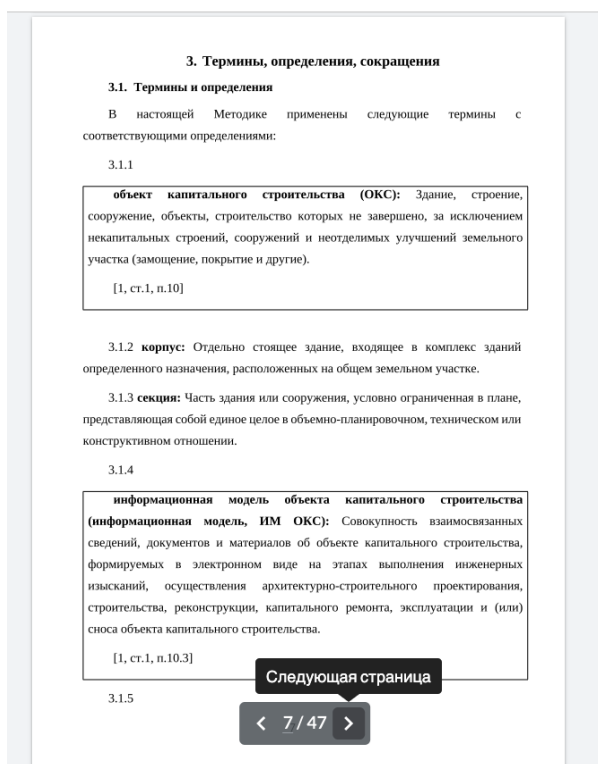 3. Термины, определения, сокращения
3.1. Термины и определения
В настоящей Методике применены следующие термины с
соответствующими определениями:
3.1.1
объект капитального строительства (ОКС): Здание, строение,
сооружение, объекты, строительство которых не завершено, за исключением
некапитальных строений, сооружений и неотделимых улучшений земельного
участка (замощение, покрытие и другие).
[1, ст.1, п.10]
3.1.2 корпус: Отдельно стоящее здание, входящее в комплекс зданий
определенного назначения, расположенных на общем земельном участке.
3.1.3 секция: Часть здания или сооружения, условно ограниченная в плане,
представляющая собой единое целое в объемно-планировочном, техническом или
конструктивном отношении.
3.1.4
информационная модель объекта капитального строительства
(информационная модель, ИМ ОКС): Совокупность взаимосвязанных
сведений, документов и материалов об объекте капитального строительства,
формируемых в электронном виде на этапах выполнения инженерных
изысканий, осуществления архитектурно-строительного проектирования,
строительства, реконструкции, капитального ремонта, эксплуатации и (или)
сноса объекта капитального строительства.
[1, ст.1, п.10.3]
Следующая страница
3.1.5
7 / 47